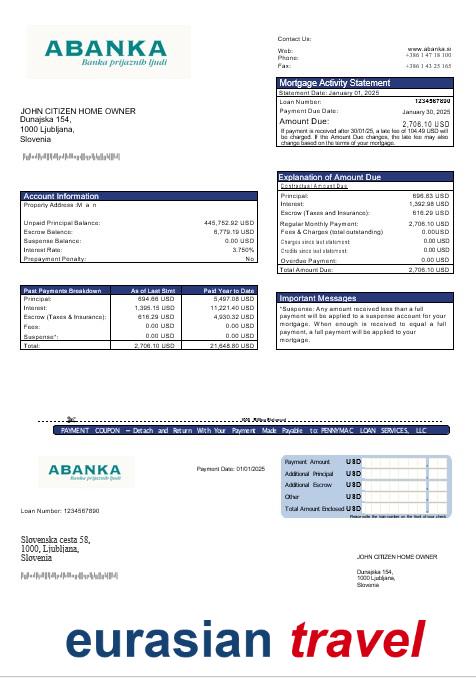 ABANKA
Banka prijaznih ljudi
Contact Us:
Web: www.abanka.si
Phone: +386 1 47 18 100
Fax: +386 1 43 25 165
Mortgage Activity Statement
Statement Date: January 01, 2025
Loan Number: 1234567890
Payment Due Date: January 30, 2025
Amount Due: 2,706.10 USD
If payment is received after 30/01/25, a late fee of 104.49 USD will
be charged. If the Amount Due changes, the late fee may also
change based on the terms of your mortgage.
JOHN CITIZEN HOME OWNER
Dunajska 154,
1000 Ljubljana,
Slovenia
Explanation of Amount Due
Contractual Amount Due
Principal: 696.63 USD
Interest: 1,392.98 USD
Escrow (Taxes and Insurance): 616.29 USD
Regular Monthly Payment: 2,706.10 USD
Fees & Charges (total outstanding) 0.00USD
Charges since last statement: 0.00 USD
Credits since last statement: 0.00 USD
Overdue Payment: 0.00 USD
Total Amount Due: 2,706.10 USD
Account Information
Property Address :M a n
Unpaid Principal Balance: 445,752.92 USD
Escrow Balance: 6,779.19 USD
Suspense Balance: 0.00 USD
Interest Rate: 3.750%
Prepayment Penalty: No
Past Payments Breakdown As of Last Stmt Paid Year to Date
Principal: 694.66 USD 5,497.08 USD
Interest: 1,395.15 USD 11,221.40 USD
Escrow (Taxes & Insurance): 616.29 USD 4,930.32 USD
Fees: 0.00 USD 0.00 USD
Suspense*: 0.00 USD 0.00 USD
Total: 2,706.10 USD 21,648.80 USD
Important Messages
*Suspense: Any amount received less than a full
payment will be applied to a suspense account for your
mortgage. When enough is received to equal a full
payment, a full payment will be applied to your
mortgage.
PAYMENT COUPON – Detach and Return With Your Payment Made Payable to: PENNYMAC LOAN SERVICES, LLC
ABANKA
Banka prijaznih ljudi
Payment Date: 01/01/2025
Payment Amount USD
Additional Principal USD
Additional Escrow USD
Other USD
Total Amount Enclosed USD
Loan Number: 1234567890
Slovenska cesta 58,
1000, Ljubljana,
Slovenia
JOHN CITIZEN HOME OWNER
Dunajska 154,
1000 Ljubljana,
Slovenia
eurasian travel